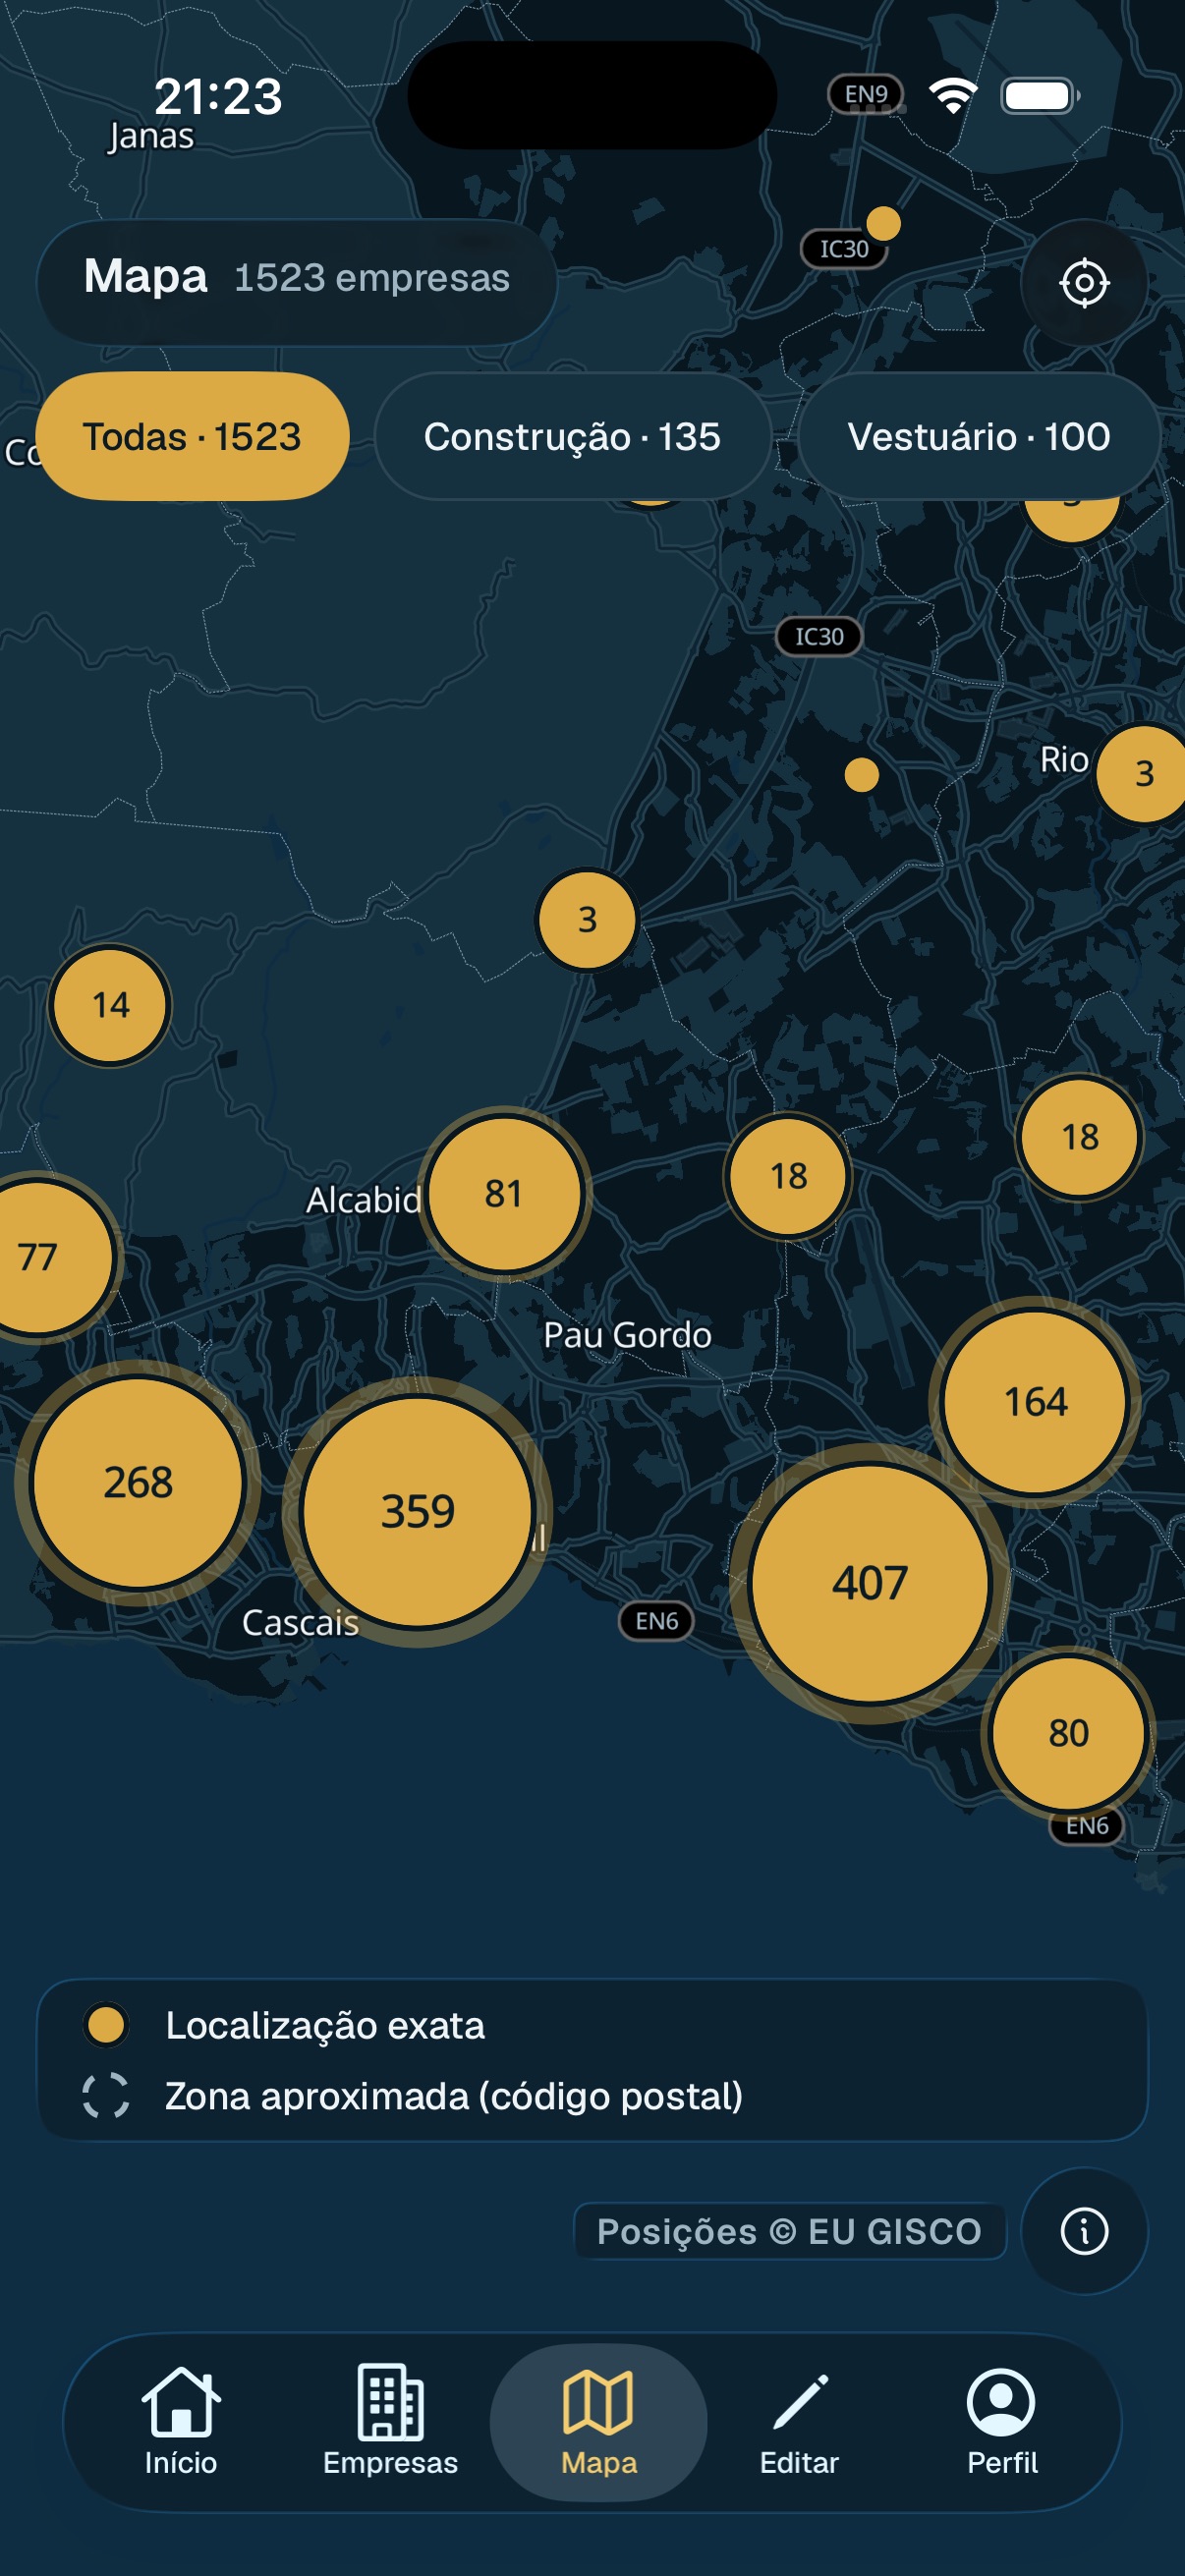 21:23
EN9
Janas
IC30
Mapa 1523 empresas
Todas · 1523
Construção · 135
Vestuário · 100
IC30
Rio
3
3
14
18
81
18
Alcabid
77
Pau Gordo
164
268
359
407
Cascais
EN6
80
EN6
Localização exata
Zona aproximada (código postal)
Posições © EU GISCO
Início
Empresas
Mapa
Editar
Perfil